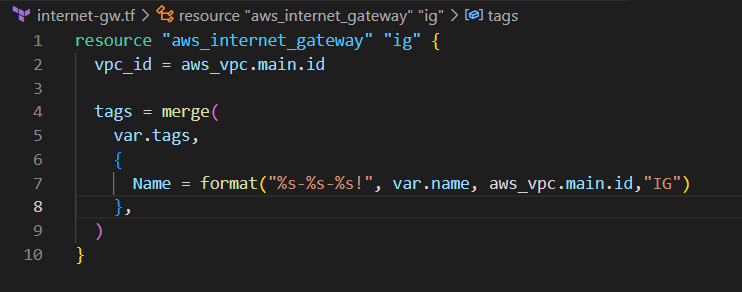 internet-gw.tf > resource "aws_internet_gateway" "ig" > tags
1 resource "aws_internet_gateway" "ig" {
2   vpc_id = aws_vpc.main.id
3
4   tags = merge(
5     var.tags,
6     {
7       Name = format("%s-%s-%s!", var.name, aws_vpc.main.id,"IG")
8     },
9   )
10 }